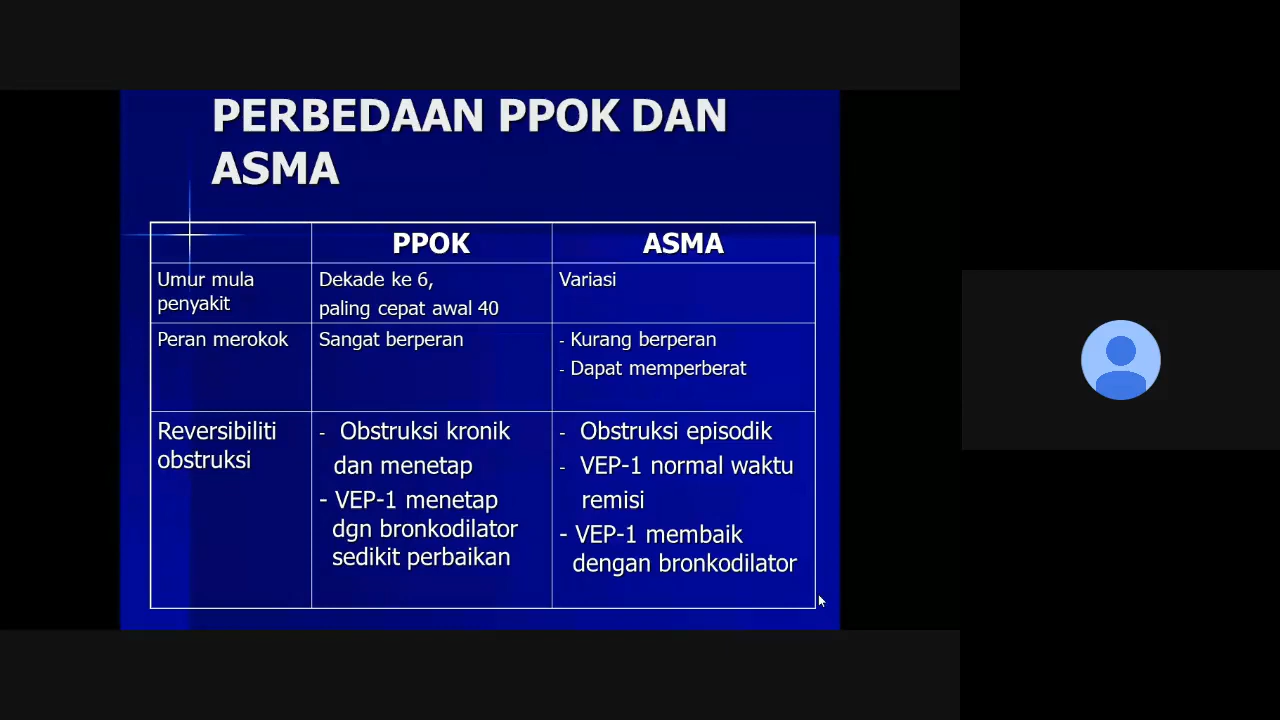 PERBEDAAN PPOK DAN
ASMA
PPOK
ASMA
Umur mula
penyakit
Dekade ke 6,
paling cepat awal 40
Variasi
Peran merokok
Sangat berperan
- Kurang berperan
- Dapat memperberat
Reversibiliti
obstruksi
- Obstruksi kronik
dan menetap
- VEP-1 menetap
dgn bronkodilator
sedikit perbaikan
- Obstruksi episodik
- VEP-1 normal waktu
remisi
- VEP-1 membaik
dengan bronkodilator